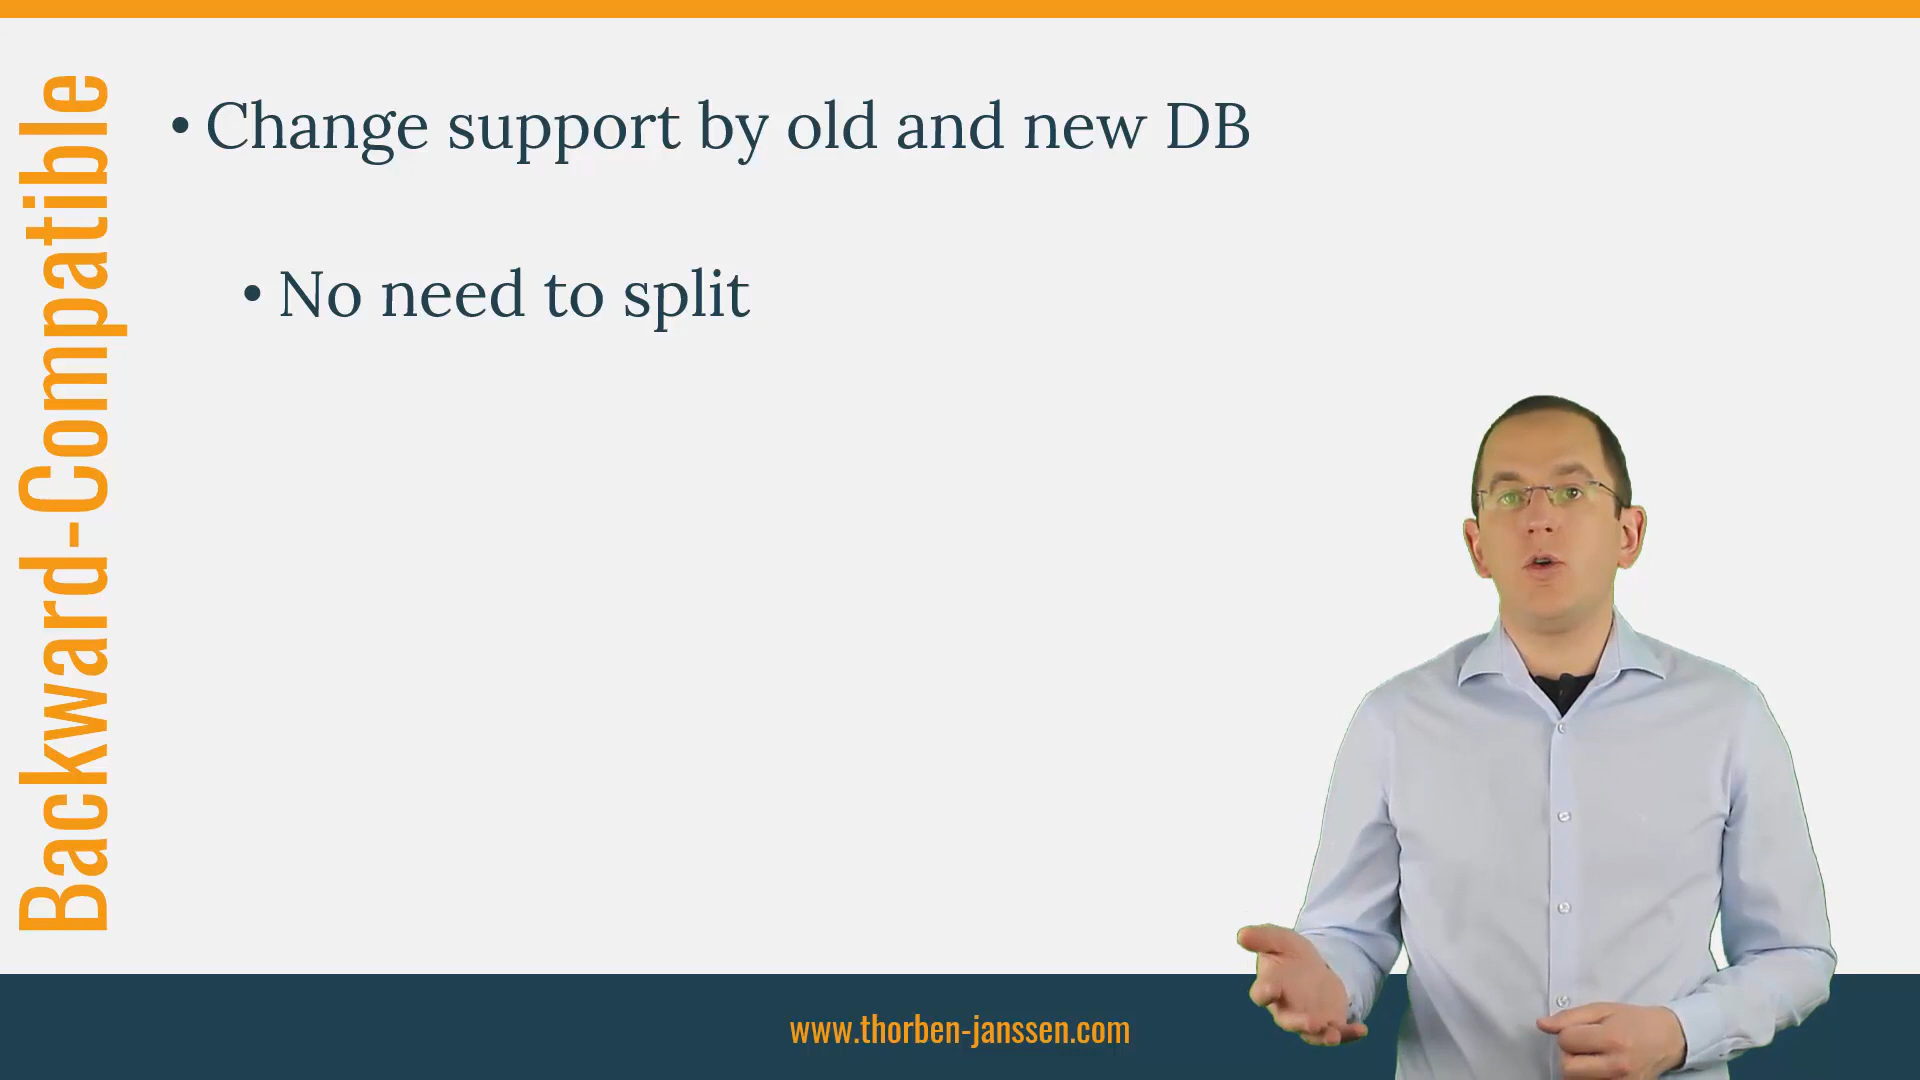 Backward-Compatible
• Change support by old and new DB
• No need to split
www.thorben-janssen.com